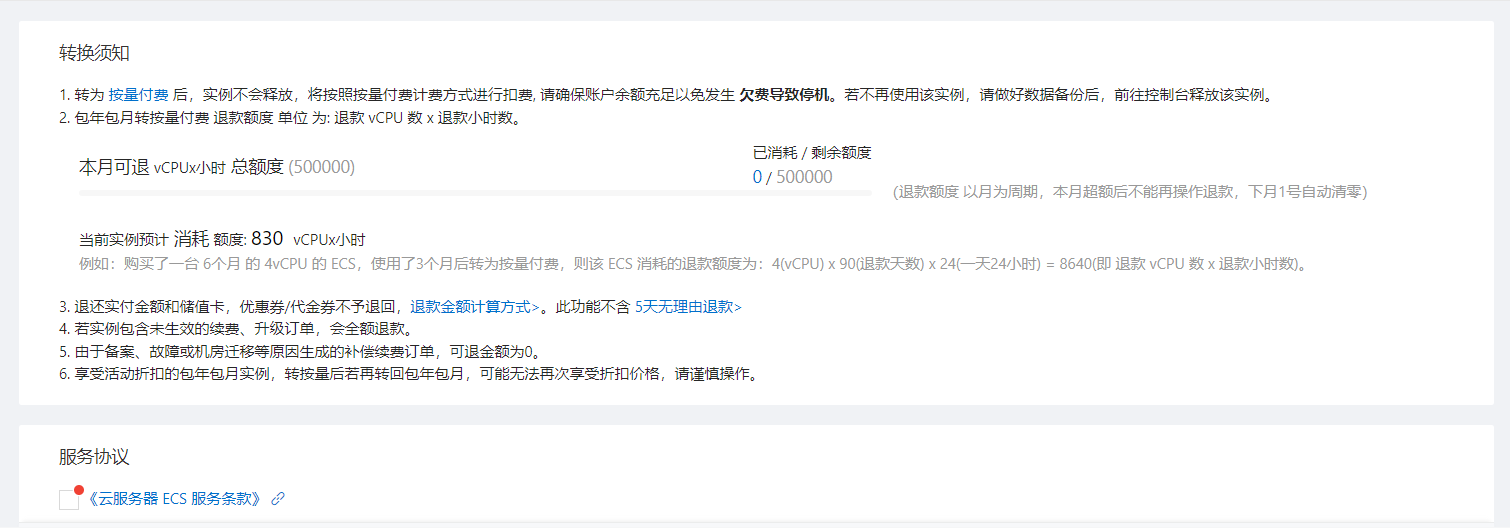 转换须知
1. 转为 按量付费 后，实例不会释放，将按照按量付费计费方式进行扣费, 请确保账户余额充足以免发生 欠费导致停机。若不再使用该实例，请做好数据备份后，前往控制台释放该实例。
2. 包年包月转按量付费 退款额度 单位 为: 退款 vCPU 数 x 退款小时数。
本月可退 vCPUx小时 总额度 (500000)
已消耗 / 剩余额度
0 / 500000
(退款额度 以月为周期，本月超额后不能再操作退款，下月1号自动清零)
当前实例预计 消耗 额度: 830 vCPUx小时
例如：购买了一台 6个月 的 4vCPU 的 ECS，使用了3个月后转为按量付费，则该 ECS 消耗的退款额度为：4(vCPU) x 90(退款天数) x 24(一天24小时) = 8640(即 退款 vCPU 数 x 退款小时数)。
3. 退还实付金额和储值卡，优惠券/代金券不予退回，退款金额计算方式>。此功能不含 5天无理由退款>
4. 若实例包含未生效的续费、升级订单，会全额退款。
5. 由于备案、故障或机房迁移等原因生成的补偿续费订单，可退金额为0。
6. 享受活动折扣的包年包月实例，转按量后若再转回包年包月，可能无法再次享受折扣价格，请谨慎操作。
服务协议
《云服务器 ECS 服务条款》